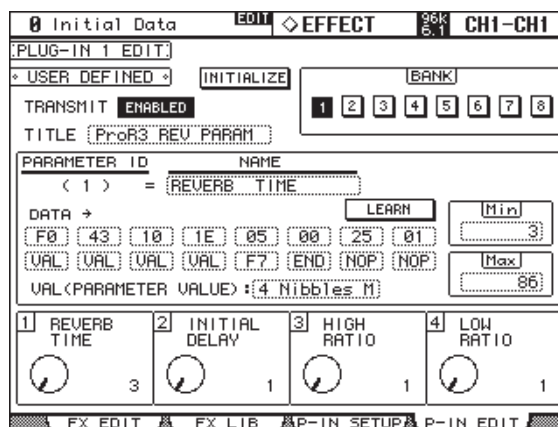 0 Initial Data EDIT ◇EFFECT 96k 6.1 CH1-CH1
PLUG-IN 1 EDIT
USER DEFINED INITIALIZE BANK
TRANSMIT ENABLED 1 2 3 4 5 6 7 8
TITLE ProR3 REV PARAM
PARAMETER ID NAME
( 1 ) = REVERB TIME
DATA → LEARN Min
F0 43 10 1E 05 00 25 01 3
VAL VAL VAL VAL F7 END NOP NOP Max
VAL(PARAMETER VALUE): 4 Nibbles M 86
1 REVERB TIME 3
2 INITIAL DELAY 1
3 HIGH RATIO 1
4 LOW RATIO 1
FX EDIT FX LIB P-IN SETUP P-IN EDIT